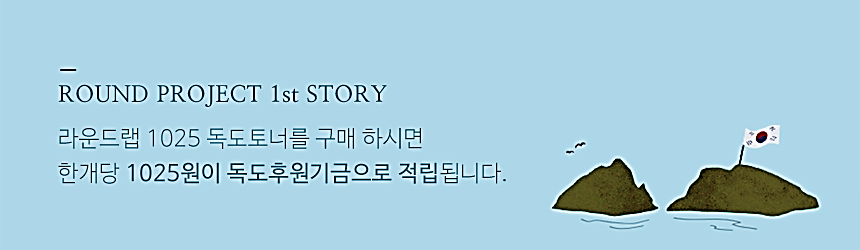 ROUND PROJECT 1st STORY
라운드랩 1025 독도토너를 구매 하시면
한개당 1025원이 독도후원기금으로 적립됩니다.